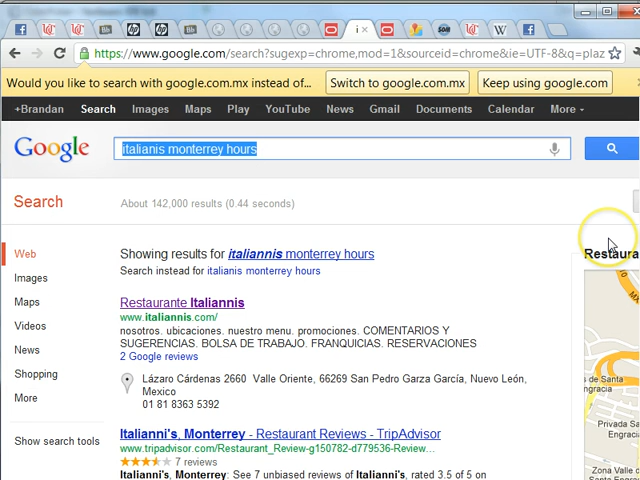 https://www.google.com/search?sugexp=chrome,mod=1&sourceid=chrome&ie=UTF-8&q=plaz
Would you like to search with google.com.mx instead of... Switch to google.com.mx Keep using google.com
+Brandan Search Images Maps Play YouTube News Gmail Documents Calendar More
Google italianis monterrey hours
Search About 142,000 results (0.44 seconds)
Web
Images
Maps
Videos
News
Shopping
More
Show search tools
Showing results for italiannis monterrey hours
Search instead for italianis monterrey hours
Restaurante Italiannis
www.italiannis.com/
nosotros. ubicaciones. nuestro menu. promociones. COMENTARIOS Y
SUGERENCIAS. BOLSA DE TRABAJO. FRANQUICIAS. RESERVACIONES
2 Google reviews
Lázaro Cárdenas 2660 Valle Oriente, 66269 San Pedro Garza García, Nuevo León,
Mexico
01 81 8363 5392
Italianni's, Monterrey - Restaurant Reviews - TripAdvisor
www.tripadvisor.com/Restaurant_Review-g150782-d779536-Review...
7 reviews
Italianni's, Monterrey: See 7 unbiased reviews of Italianni's, rated 3.5 of 5 on
Restaura
s de Santa
Engracia
Privada Sa
Engrac